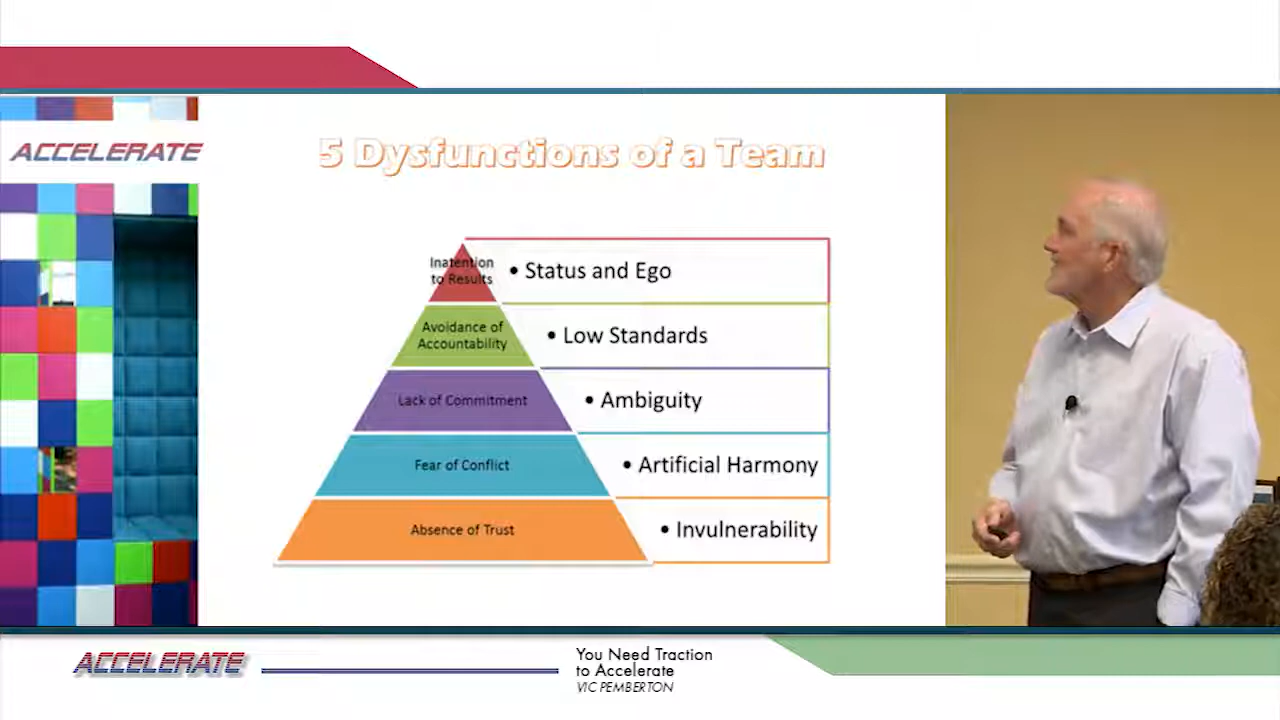 ACCELERATE
5 Dysfunctions of a Team
Inatention
to Results
• Status and Ego
Avoidance of
Accountability
• Low Standards
Lack of Commitment
• Ambiguity
Fear of Conflict
• Artificial Harmony
Absence of Trust
• Invulnerability
ACCELERATE
You Need Traction
to Accelerate
VIC PEMBERTON